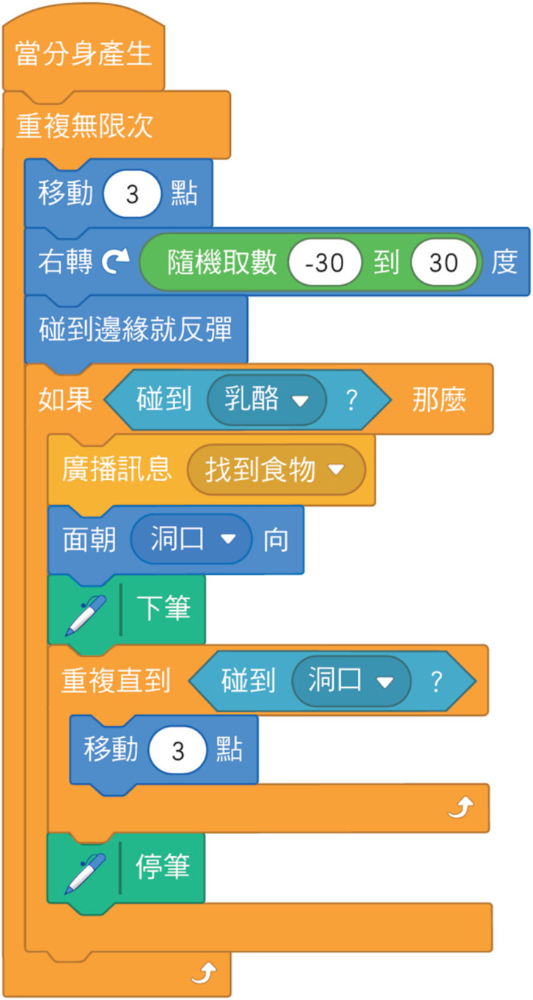 當分身產生
重複無限次
移動 3 點
右轉 隨機取數 -30 到 30 度
碰到邊緣就反彈
如果 碰到 乳酪 ? 那麼
廣播訊息 找到食物
面朝 洞口 向
下筆
重複直到 碰到 洞口 ?
移動 3 點
停筆